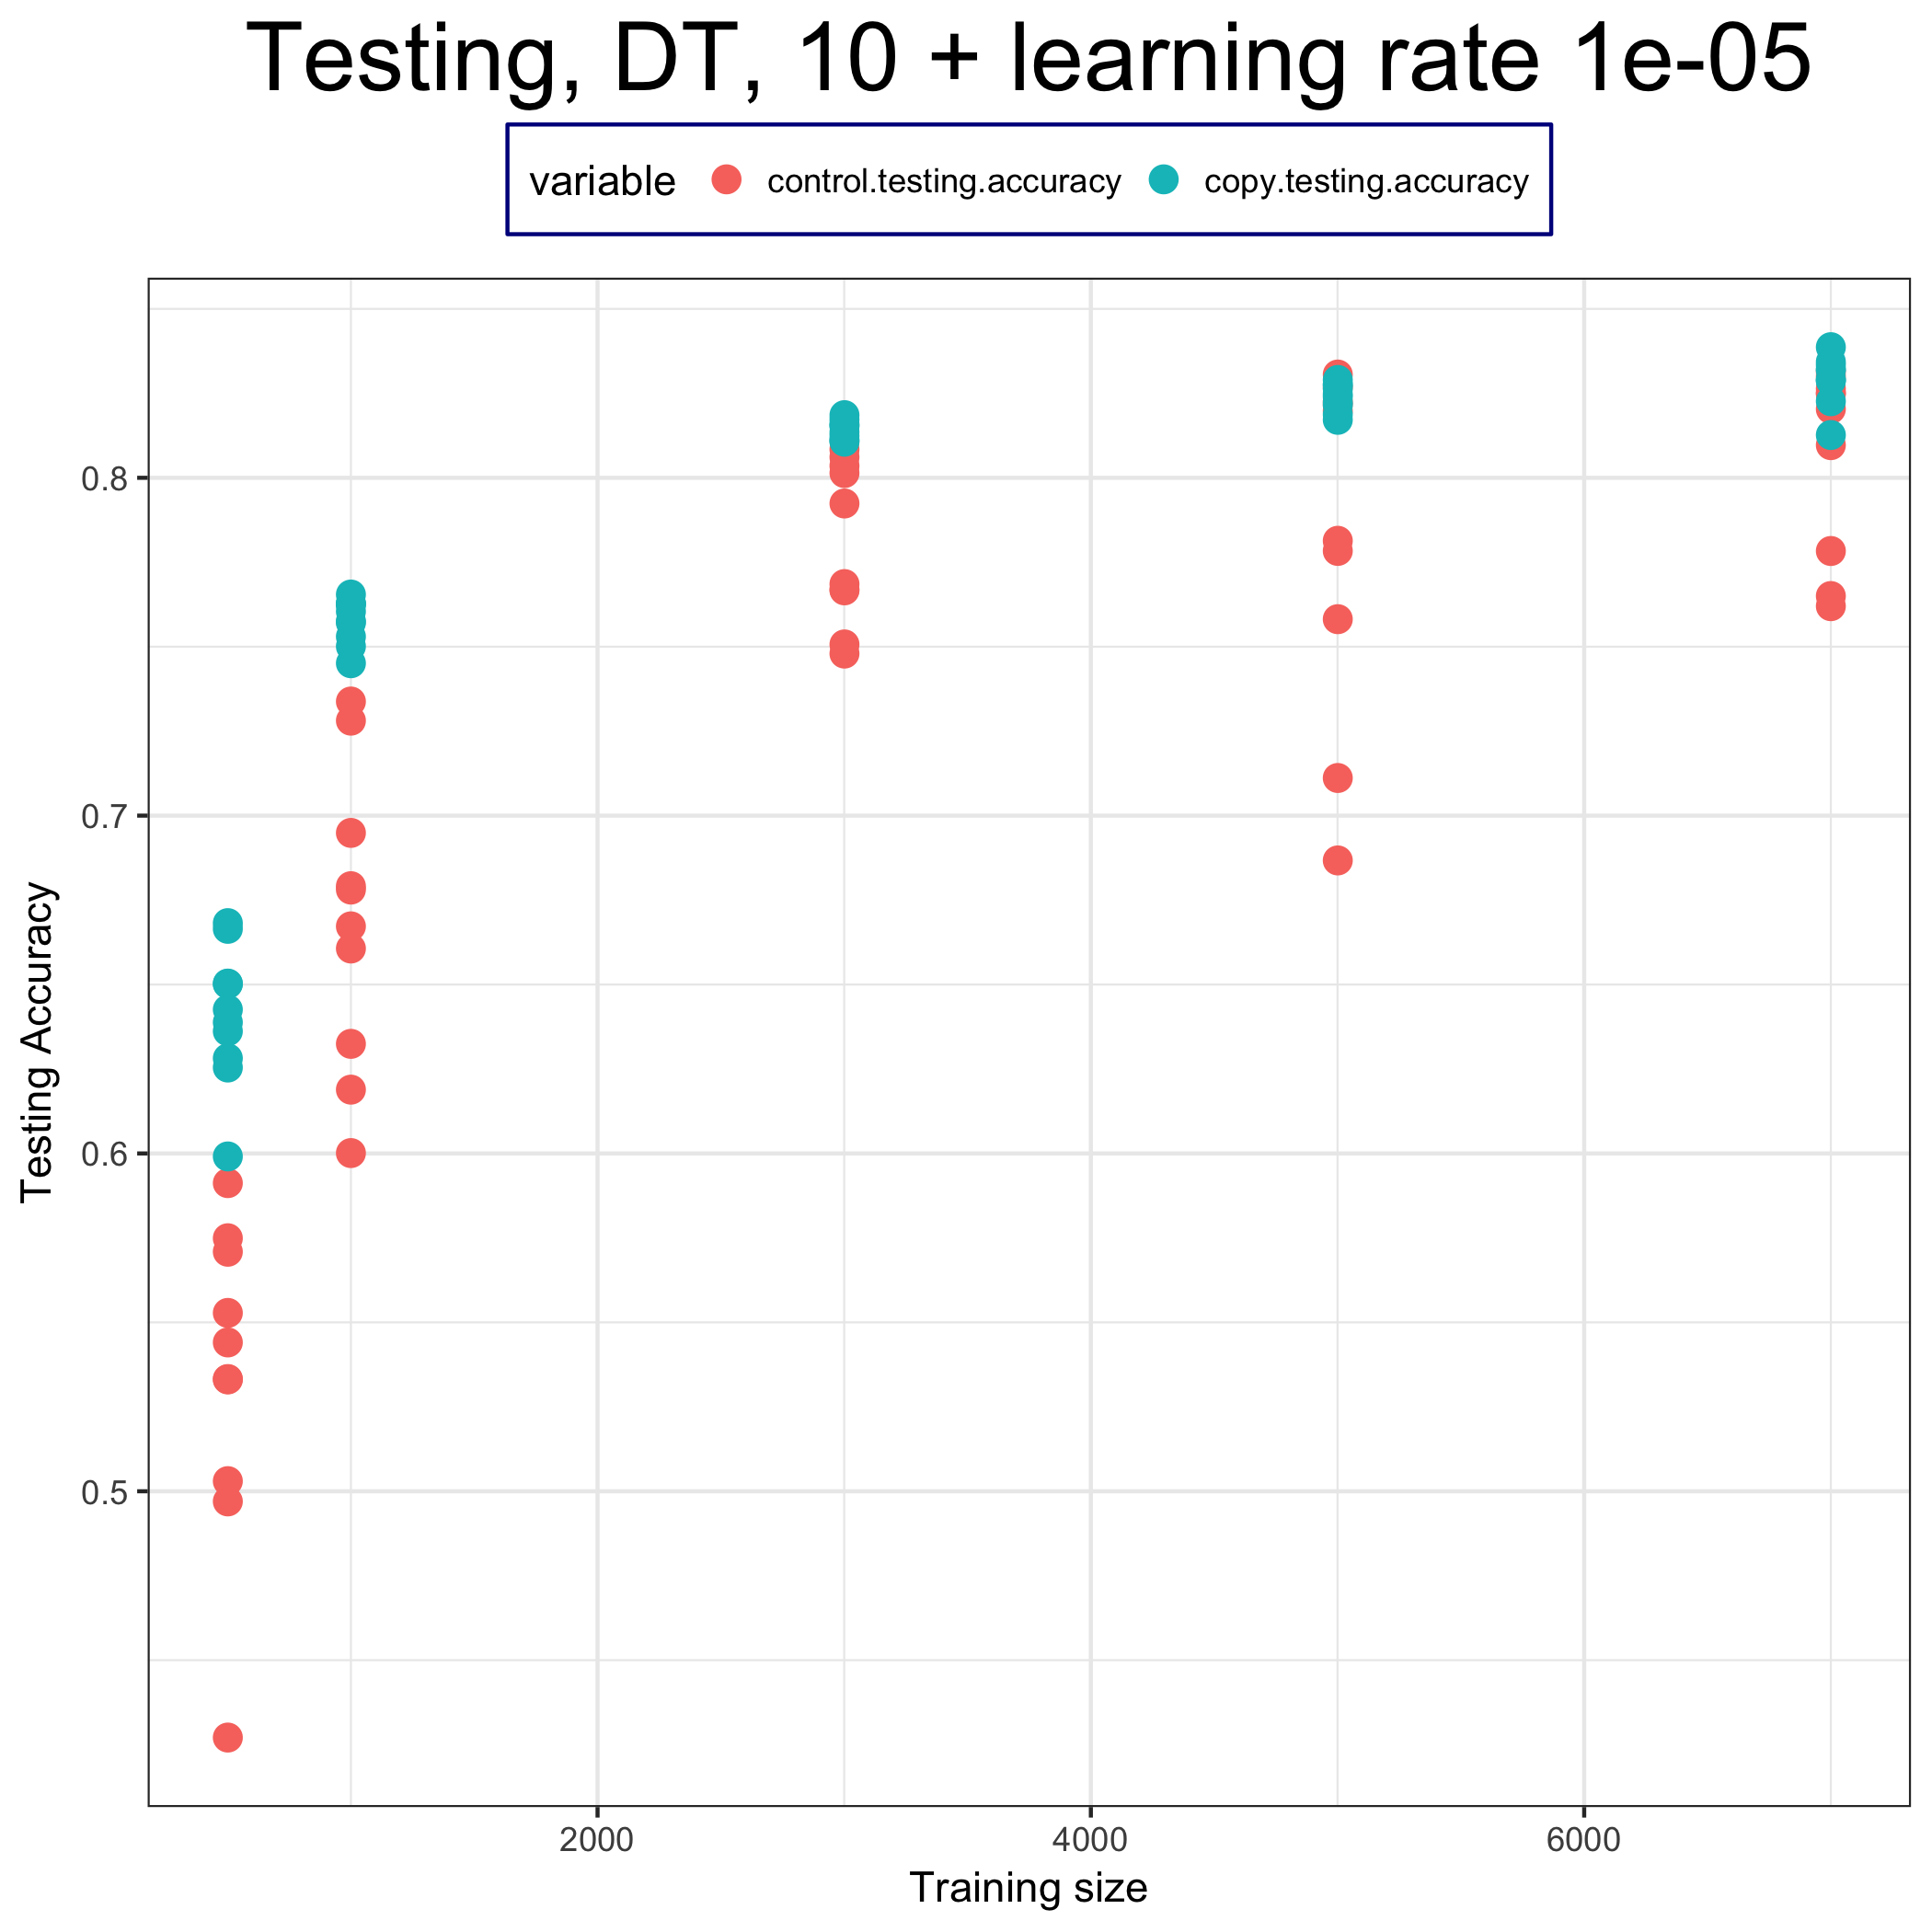 Testing, DT, 10 + learning rate 1e-05
variable control.testing.accuracy copy.testing.accuracy
Testing Accuracy
0.8
0.7
0.6
0.5
2000 4000 6000
Training size